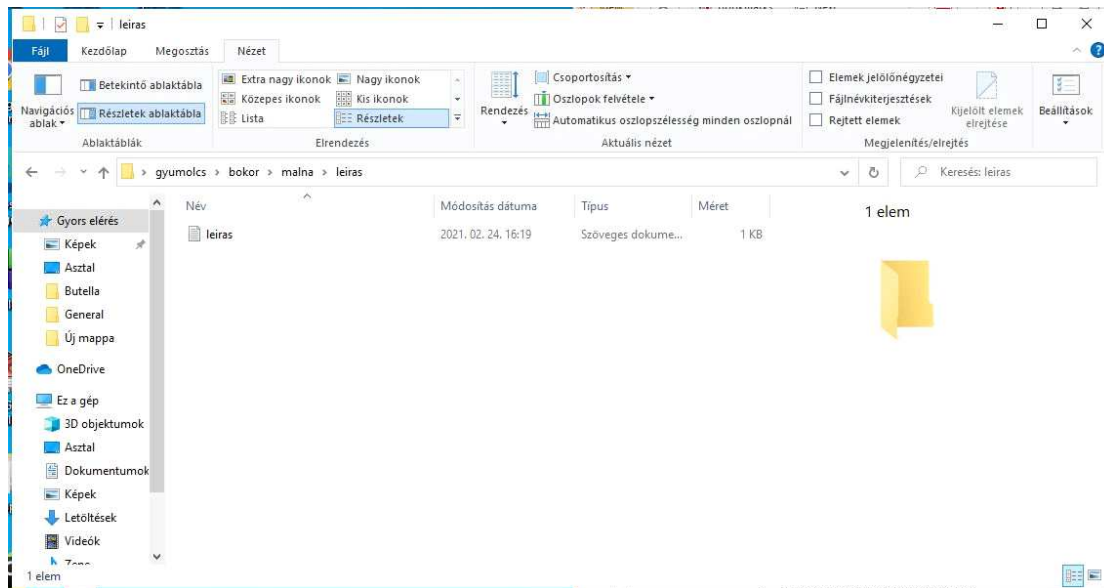 leiras
Fájl Kezdőlap Megosztás Nézet
Navigációs ablak
Betekintő ablaktábla
Részletek ablaktábla
Ablaktáblák
Extra nagy ikonok Nagy ikonok
Közepes ikonok Kis ikonok
Lista Részletek
Elrendezés
Rendezés
Csoportosítás
Oszlopok felvétele
Automatikus oszlopszélesség minden oszlopnál
Aktuális nézet
Elemek jelölőnégyzetei
Fájlnévkiterjesztések
Rejtett elemek
Kijelölt elemek
elrejtése
Megjelenítés/elrejtés
Beállítások
gyumolcs > bokor > malna > leiras
Keresés: leiras
Gyors elérés
Képek
Asztal
Butella
General
Új mappa
OneDrive
Ez a gép
3D objektumok
Asztal
Dokumentumok
Képek
Letöltések
Videók
Név Módosítás dátuma Típus Méret
leiras 2021. 02. 24. 16:19 Szöveges dokume... 1 KB
1 elem
1 elem